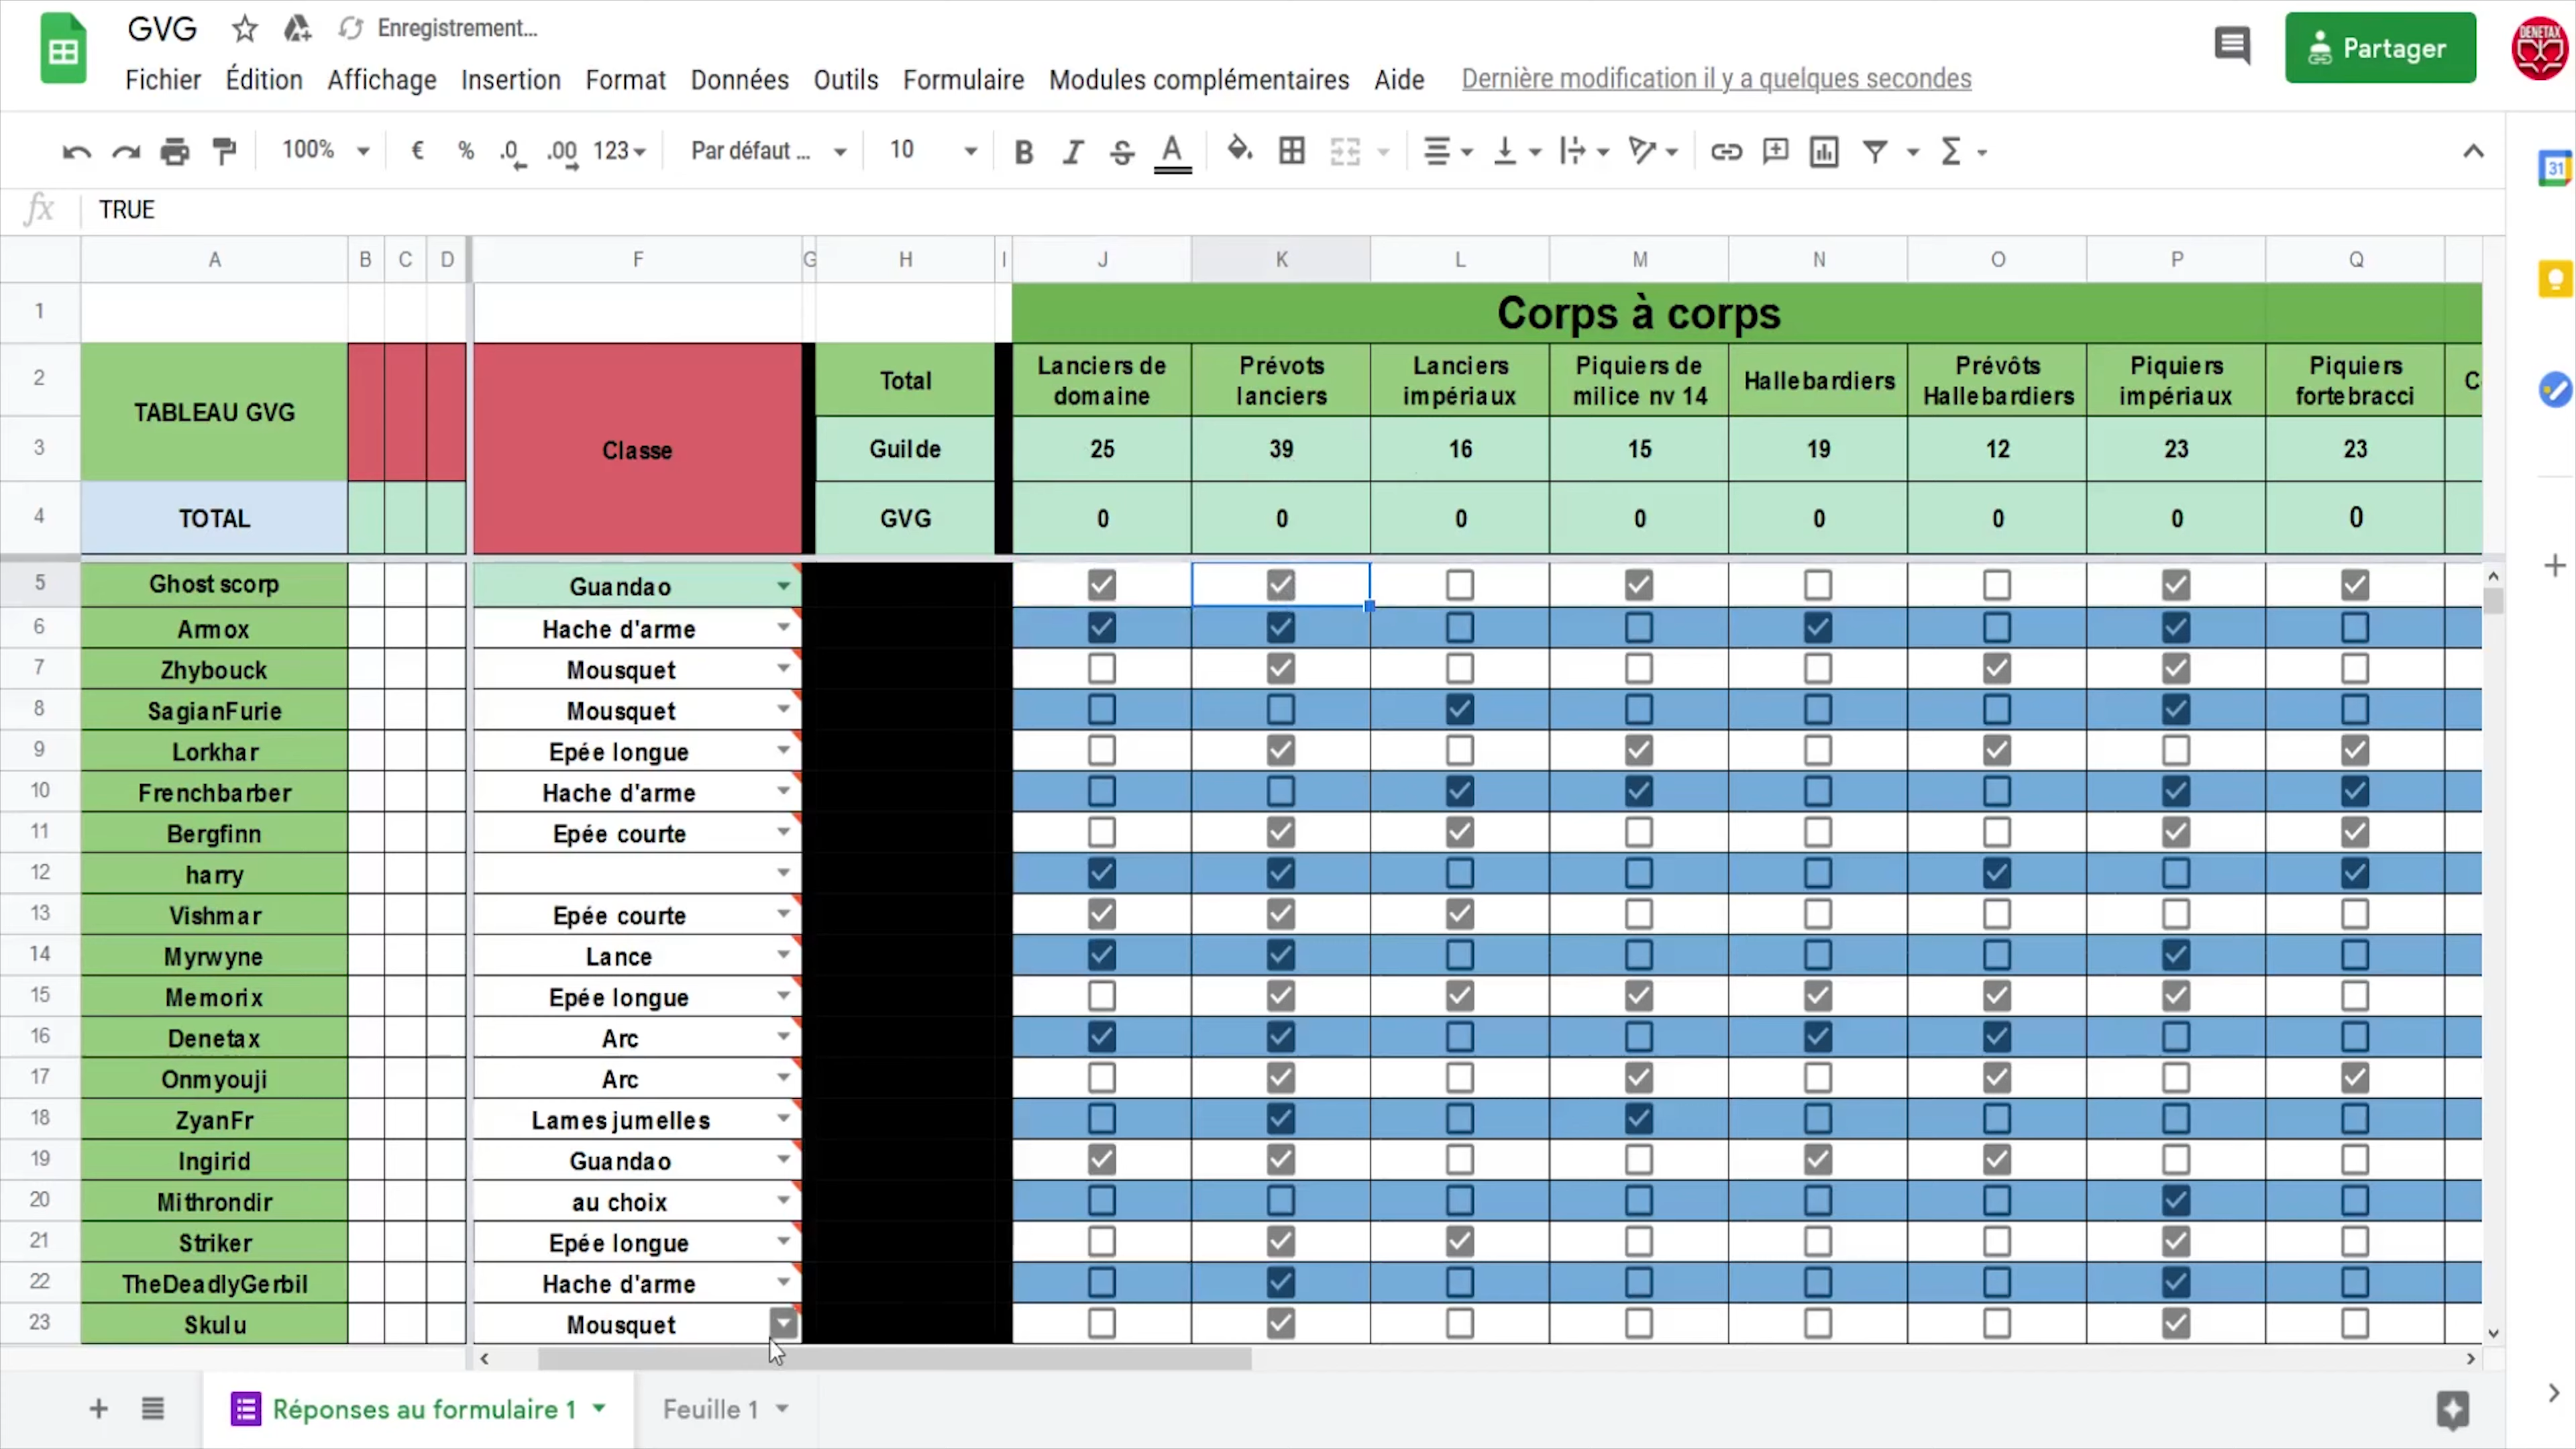 GVG Enregistrement...
Fichier Édition Affichage Insertion Format Données Outils Formulaire Modules complémentaires Aide Dernière modification il y a quelques secondes
Partager
DENETAX
100% € % .0 .00 123 Par défaut ... 10 B I S A Σ
31
fx TRUE
A B C D F G H I J K L M N O P Q
1 Corps à corps
2 TABLEAU GVG Classe Total Lanciers de domaine Prévots lanciers Lanciers impériaux Piquiers de milice nv 14 Hallebardiers Prévôts Hallebardiers Piquiers impériaux Piquiers fortebracci C
3 Guilde 25 39 16 15 19 12 23 23
4 TOTAL GVG 0 0 0 0 0 0 0 0
5 Ghost scorp Guandao
6 Armox Hache d'arme
7 Zhybouck Mousquet
8 SagianFurie Mousquet
9 Lorkhar Epée longue
10 Frenchbarber Hache d'arme
11 Bergfinn Epée courte
12 harry
13 Vishmar Epée courte
14 Myrwyne Lance
15 Memorix Epée longue
16 Denetax Arc
17 Onmyouji Arc
18 ZyanFr Lames jumelles
19 Ingirid Guandao
20 Mithrondir au choix
21 Striker Epée longue
22 TheDeadlyGerbil Hache d'arme
23 Skulu Mousquet
Réponses au formulaire 1 Feuille 1